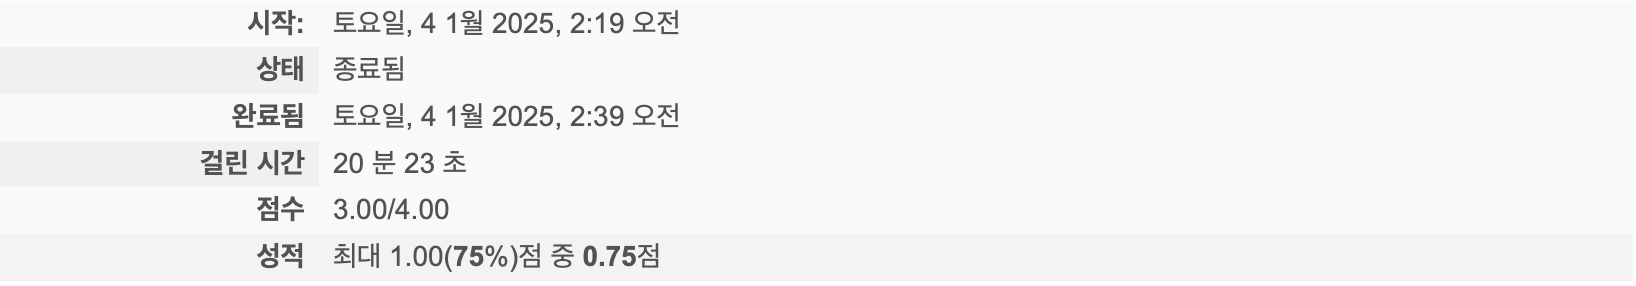 시작: 토요일, 4 1월 2025, 2:19 오전
상태 종료됨
완료됨 토요일, 4 1월 2025, 2:39 오전
걸린 시간 20 분 23 초
점수 3.00/4.00
성적 최대 1.00(75%)점 중 0.75점